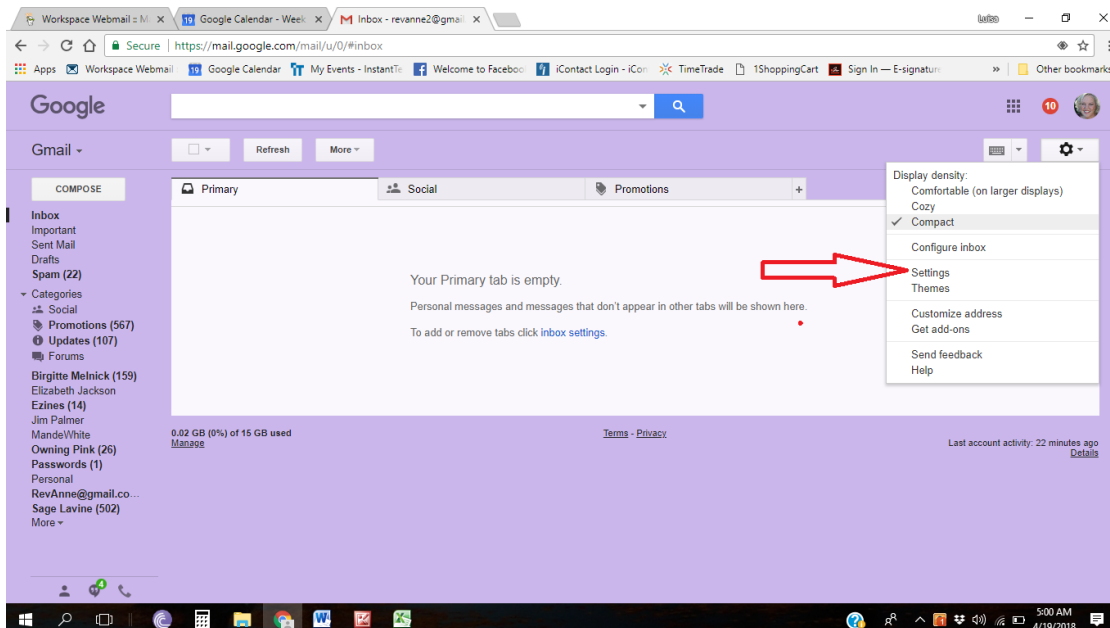 Workspace Webmail :: M
Google Calendar - Week
Inbox - revanne2@gmail
Luisa
Secure
https://mail.google.com/mail/u/0/#inbox
Apps
Workspace Webmail
19 Google Calendar
My Events - InstantTe
Welcome to Faceboo
iContact Login - iCon
TimeTrade
1ShoppingCart
Sign In — E-signature
»
Other bookmarks
Google
10
Gmail
Refresh
More
COMPOSE
Primary
Social
Promotions
+
Inbox
Important
Sent Mail
Drafts
Spam (22)
Categories
Social
Promotions (567)
Updates (107)
Forums
Birgitte Melnick (159)
Elizabeth Jackson
Ezines (14)
Jim Palmer
MandeWhite
Owning Pink (26)
Passwords (1)
Personal
RevAnne@gmail.co...
Sage Lavine (502)
More
Your Primary tab is empty.
Personal messages and messages that don't appear in other tabs will be shown here.
To add or remove tabs click inbox settings.
Display density:
Comfortable (on larger displays)
Cozy
Compact
Configure inbox
Settings
Themes
Customize address
Get add-ons
Send feedback
Help
0.02 GB (0%) of 15 GB used
Manage
Terms - Privacy
Last account activity: 22 minutes ago
Details
4
5:00 AM
4/19/2018